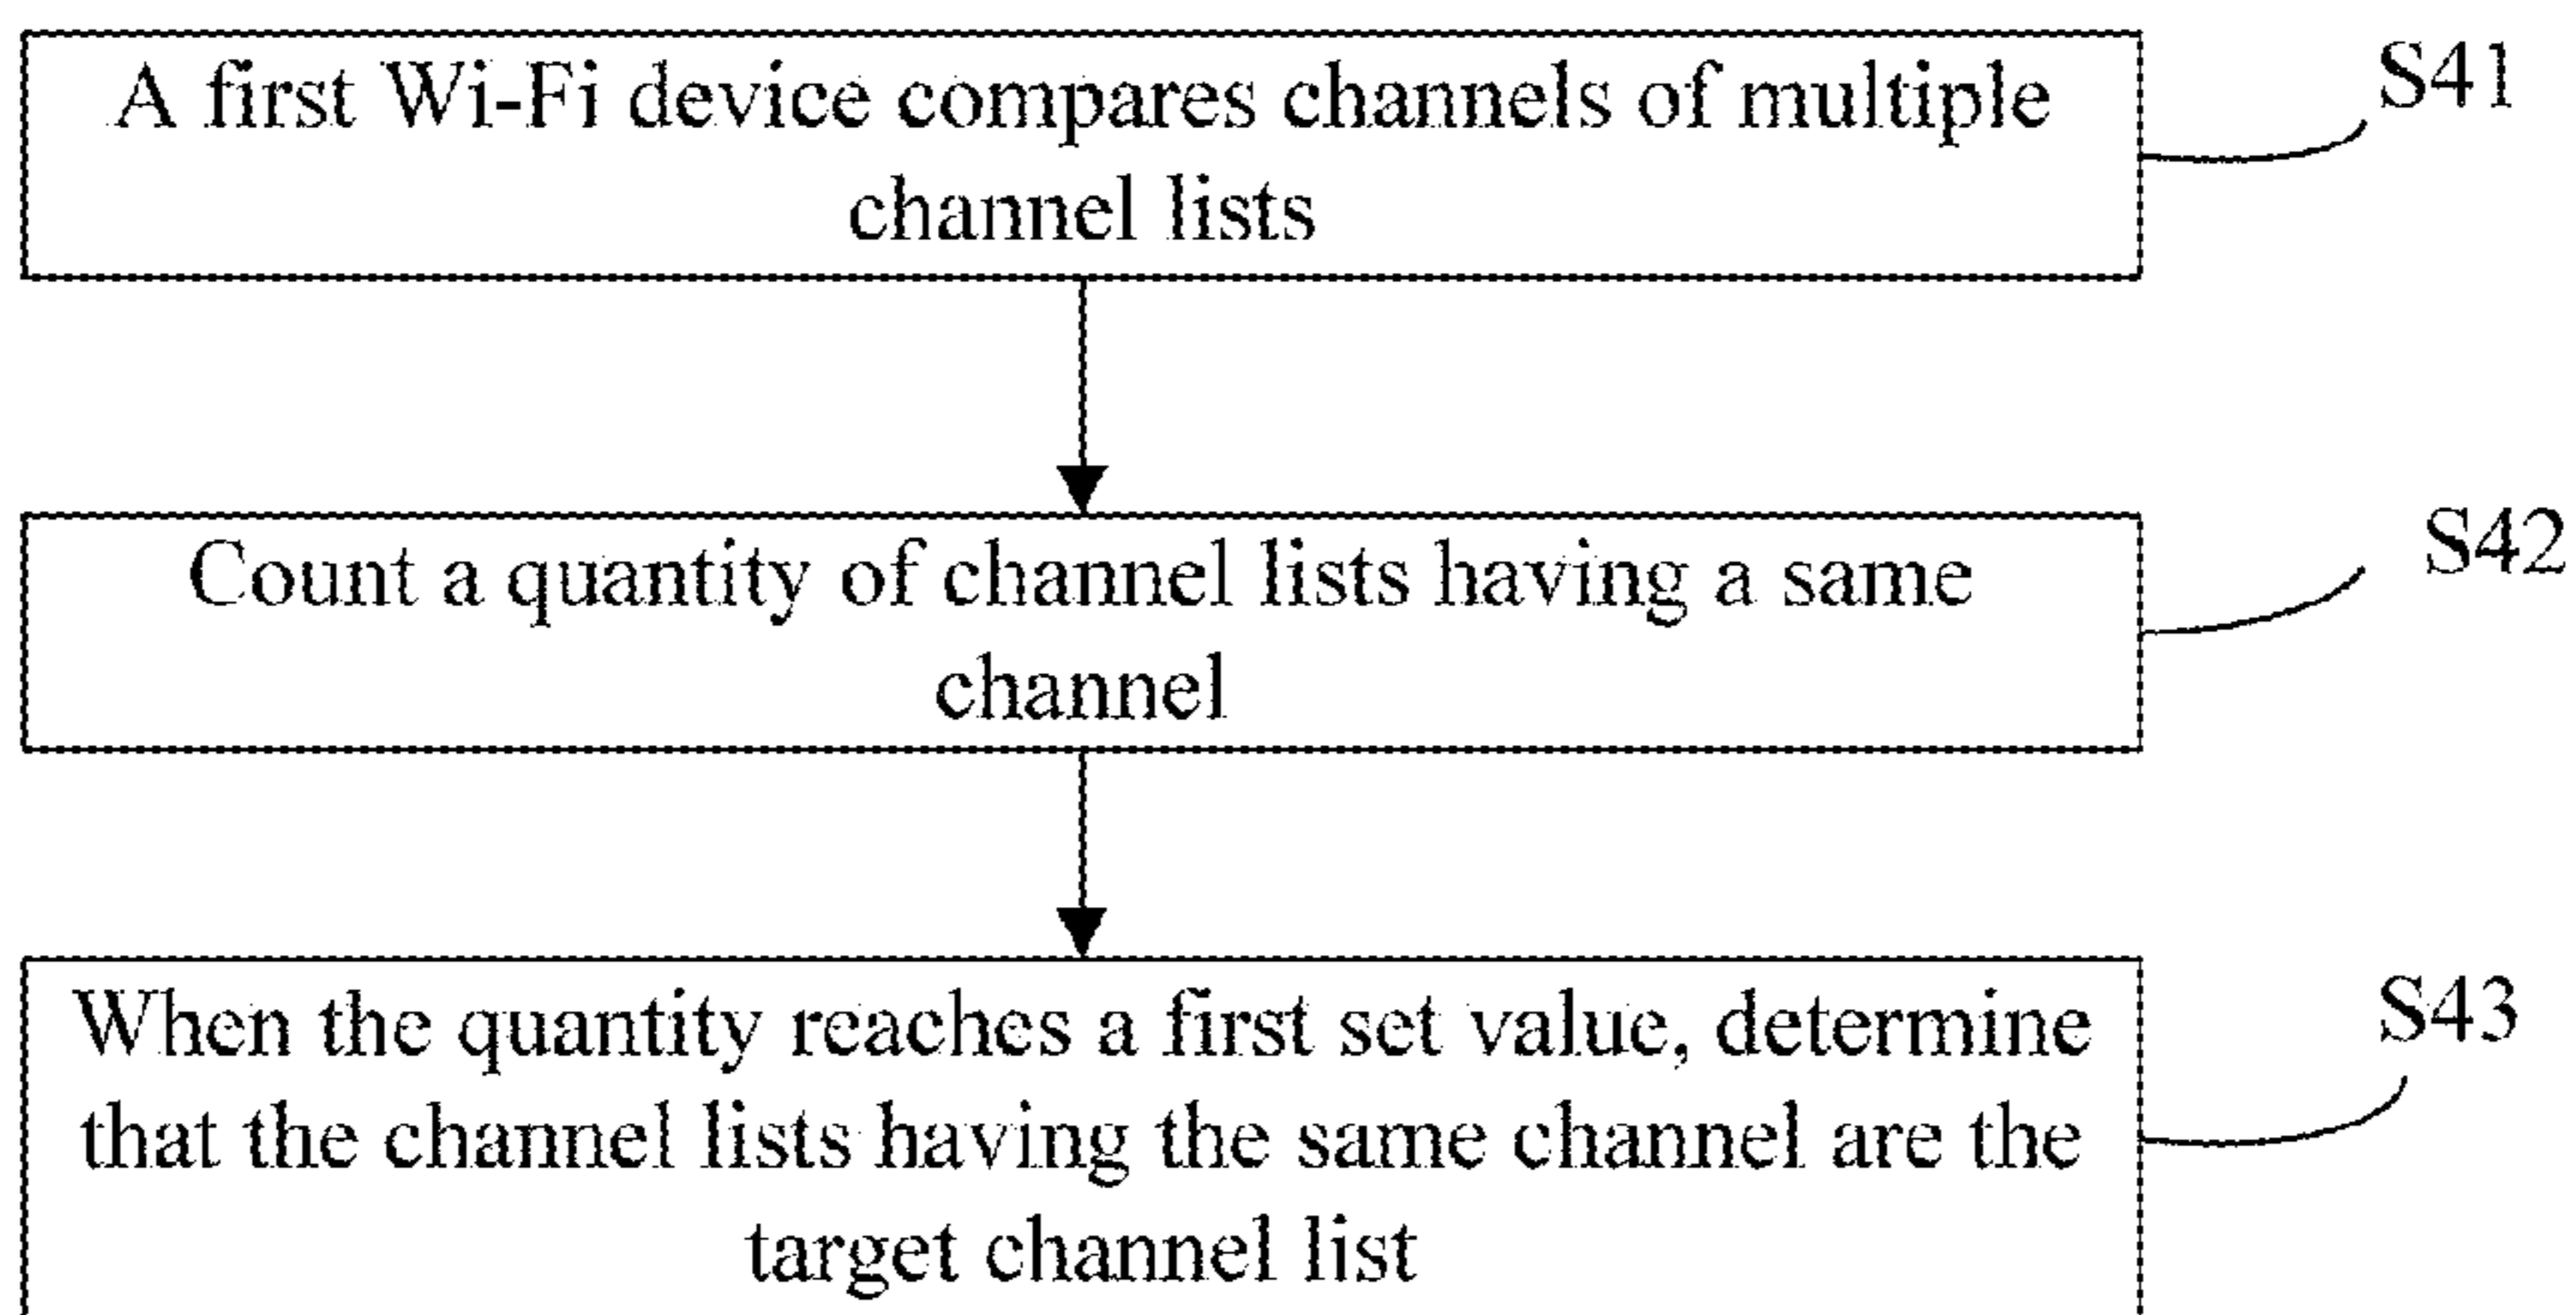 A first Wi-Fi device compares channels of multiple
channel lists
S41
Count a quantity of channel lists having a same
channel
S42
When the quantity reaches a first set value, determine
that the channel lists having the same channel are the
target channel list
S43